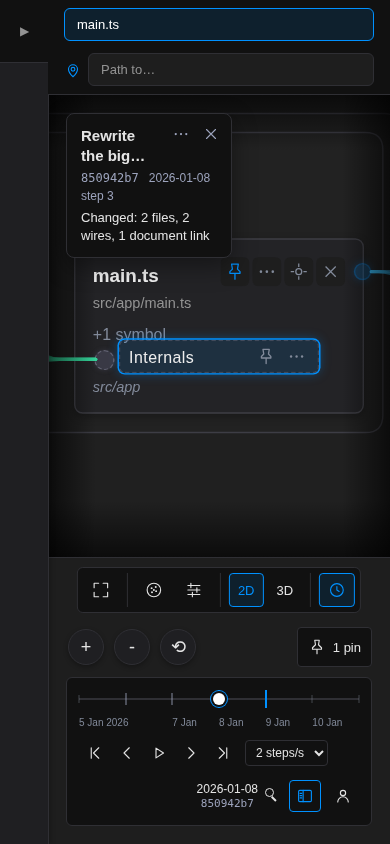 main.ts
Path to…
Rewrite
the big…
850942b7 2026-01-08
step 3
Changed: 2 files, 2
wires, 1 document link
main.ts
src/app/main.ts
+1 symbol
Internals
src/app
2D 3D
+ -
1 pin
5 Jan 2026 7 Jan 8 Jan 9 Jan 10 Jan
2 steps/s
2026-01-08
850942b7